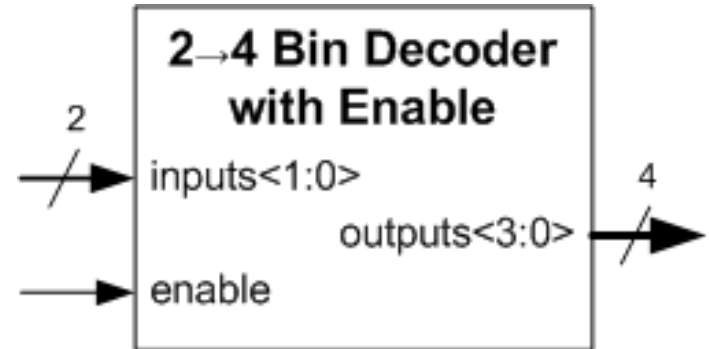 2→4 Bin Decoder
with Enable
2
inputs<1:0>
4
outputs<3:0>
enable